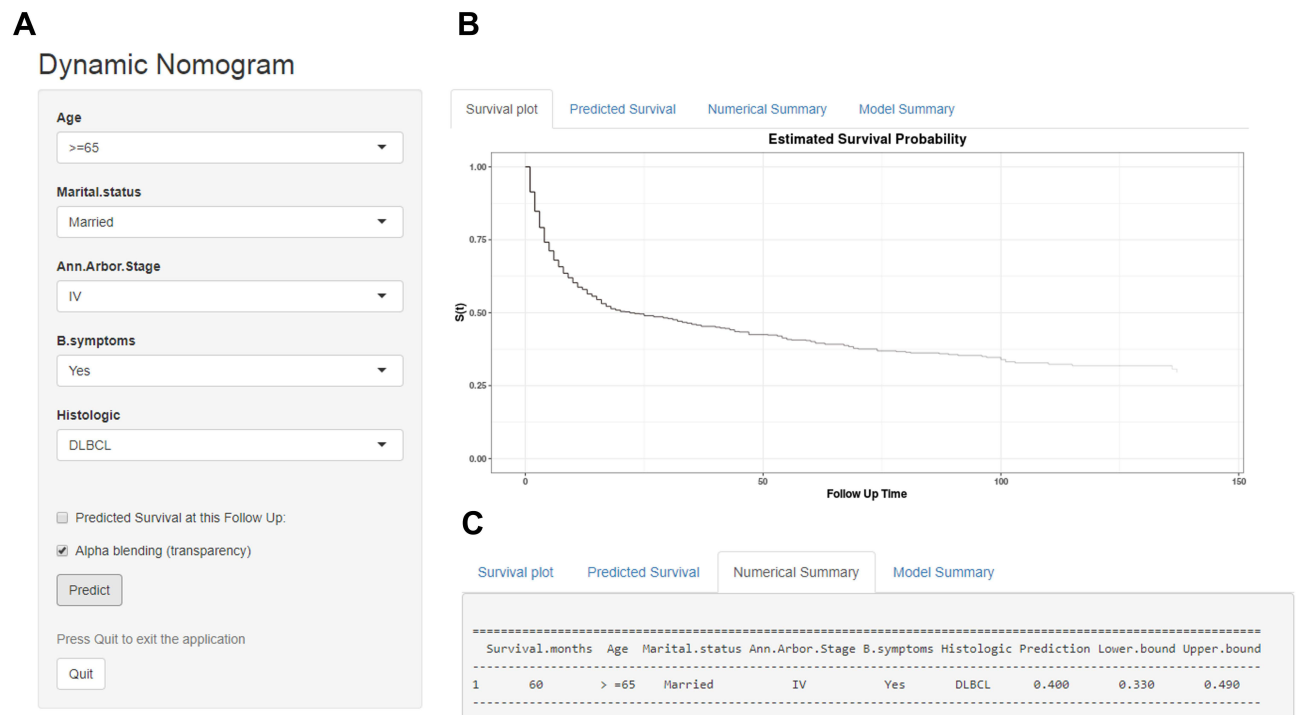 A
Dynamic Nomogram
Age
>=65
Marital.status
Married
Ann.Arbor.Stage
IV
B.symptoms
Yes
Histologic
DLBCL
Predicted Survival at this Follow Up:
Alpha blending (transparency)
Predict
Press Quit to exit the application
Quit
B
Survival plot Predicted Survival Numerical Summary Model Summary
Estimated Survival Probability
S(t)
1.00
0.75
0.50
0.25
0.00
0 50 100 150
Follow Up Time
C
Survival plot Predicted Survival Numerical Summary Model Summary
Survival.months Age Marital.status Ann.Arbor.Stage B.symptoms Histologic Prediction Lower.bound Upper.bound
1 60 > =65 Married IV Yes DLBCL 0.400 0.330 0.490